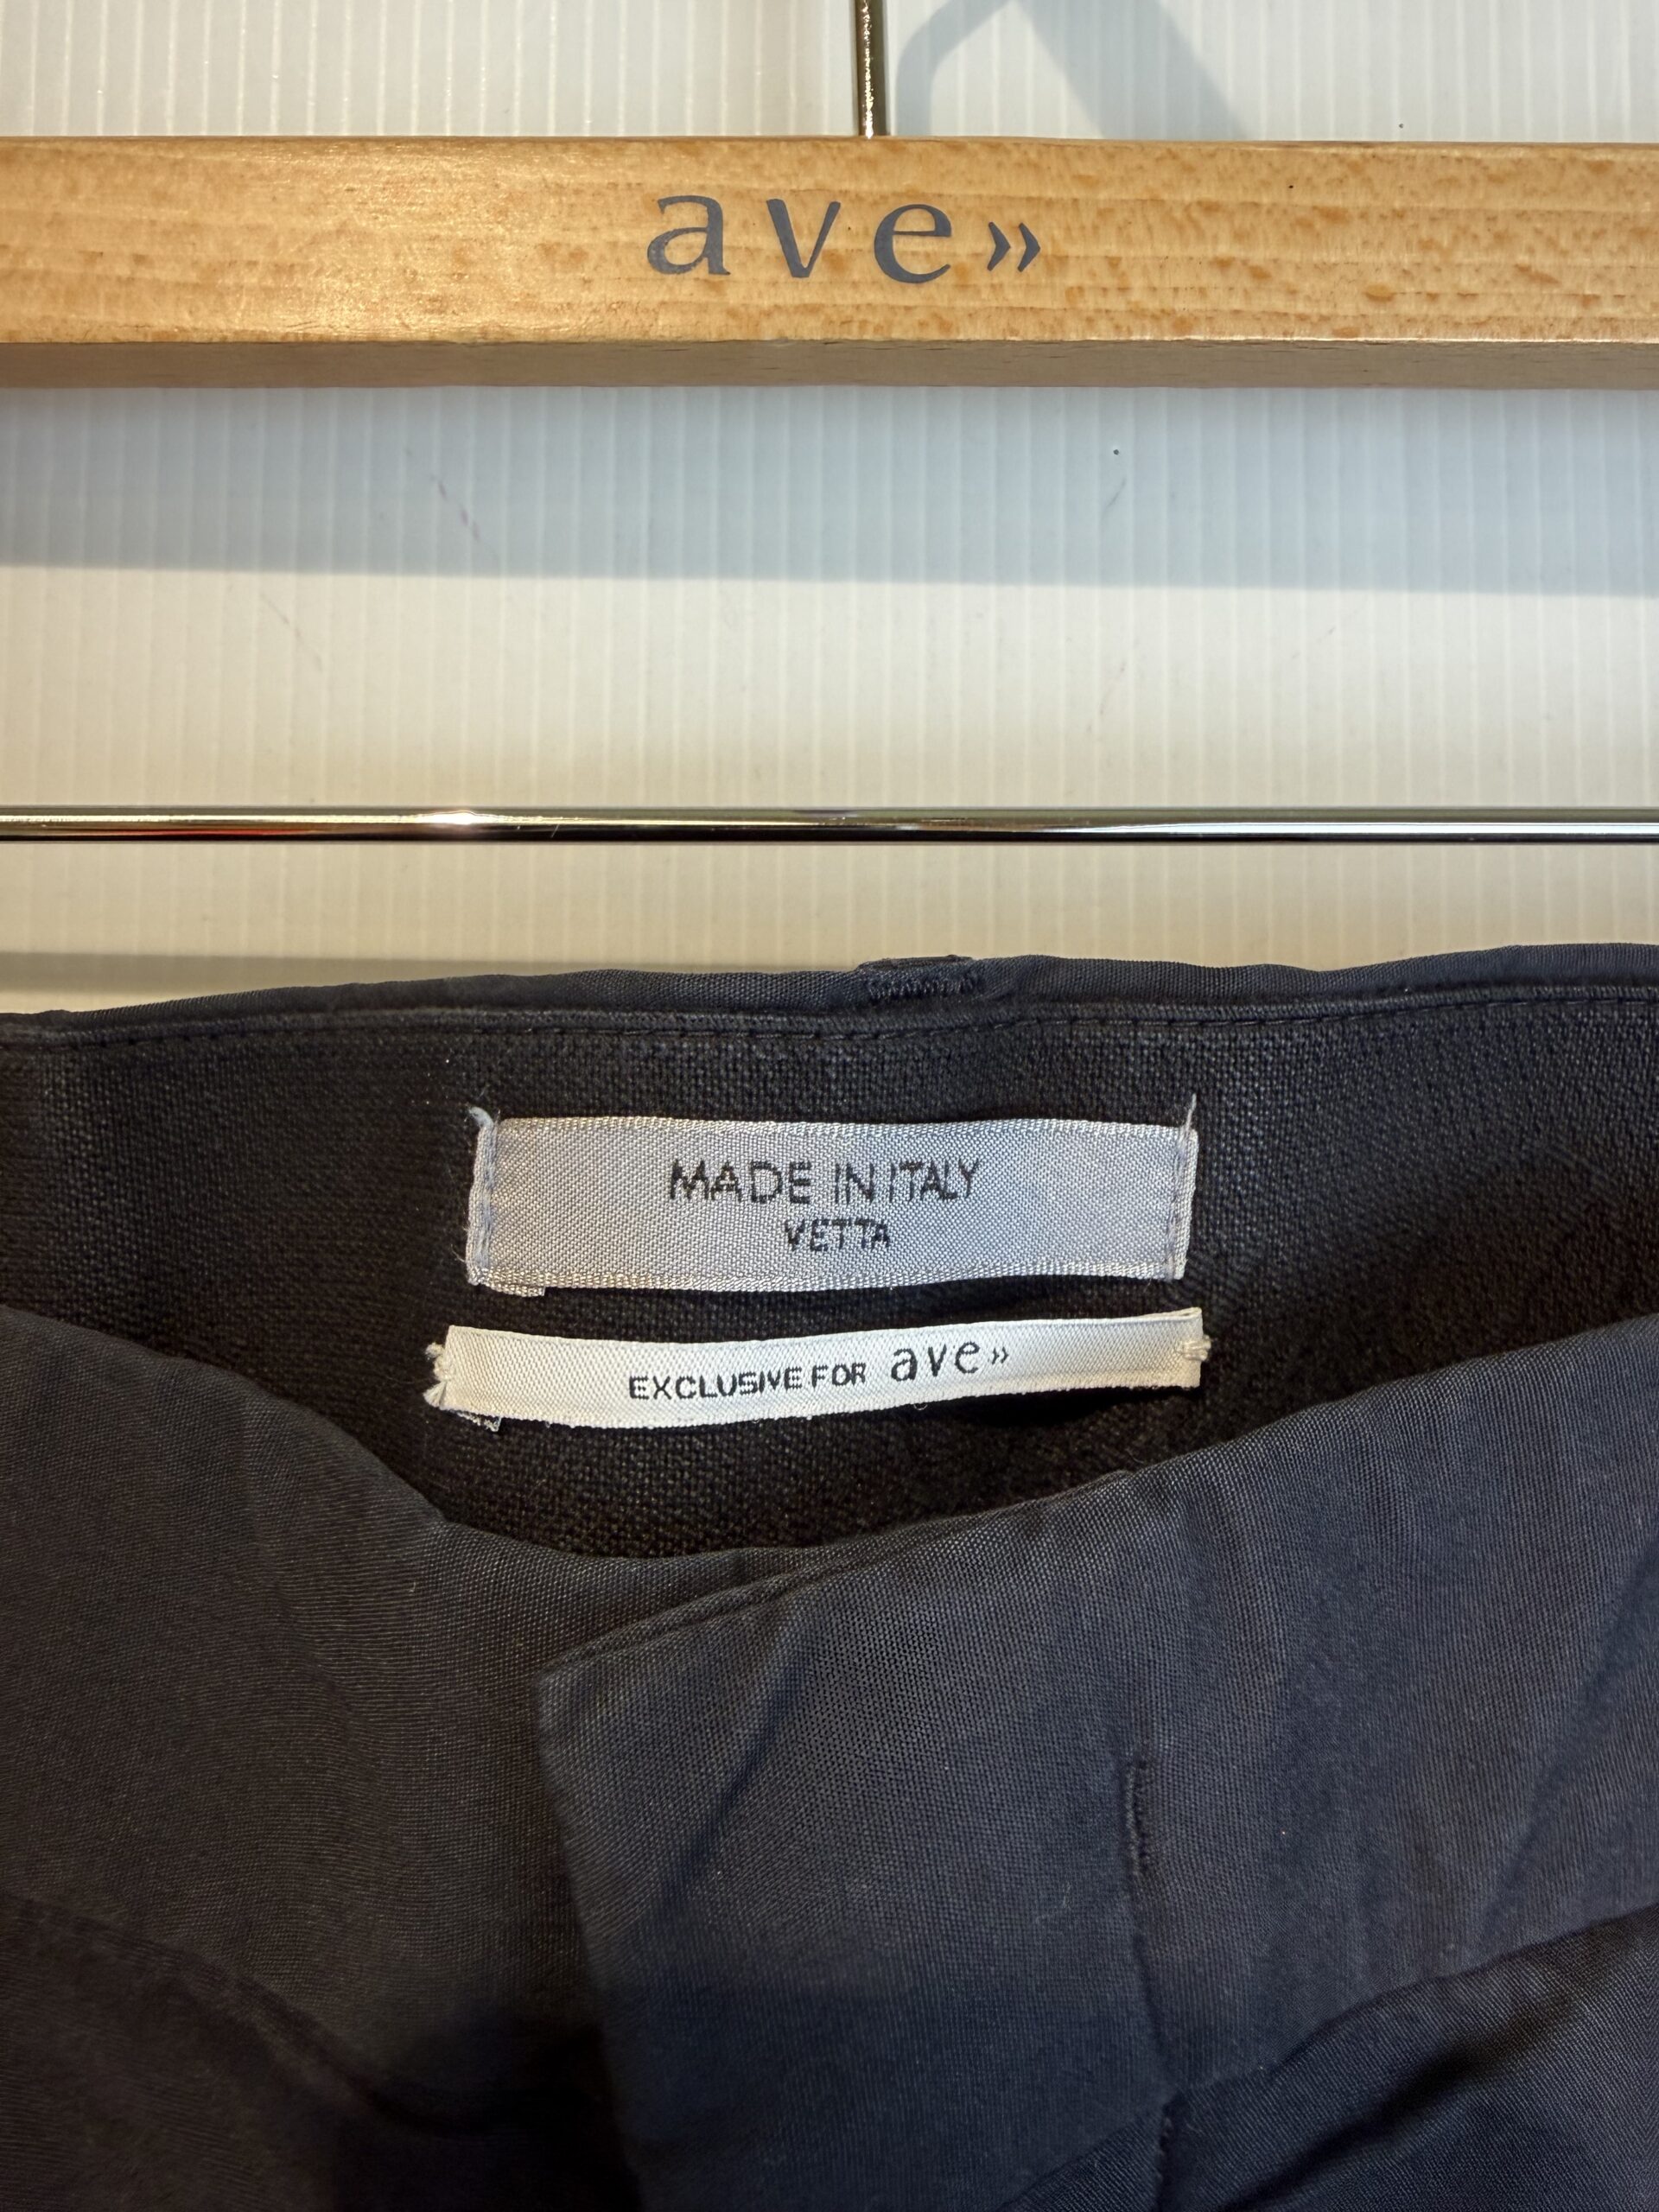 ave»
MADE IN ITALY
VETTA
EXCLUSIVE FOR ave»